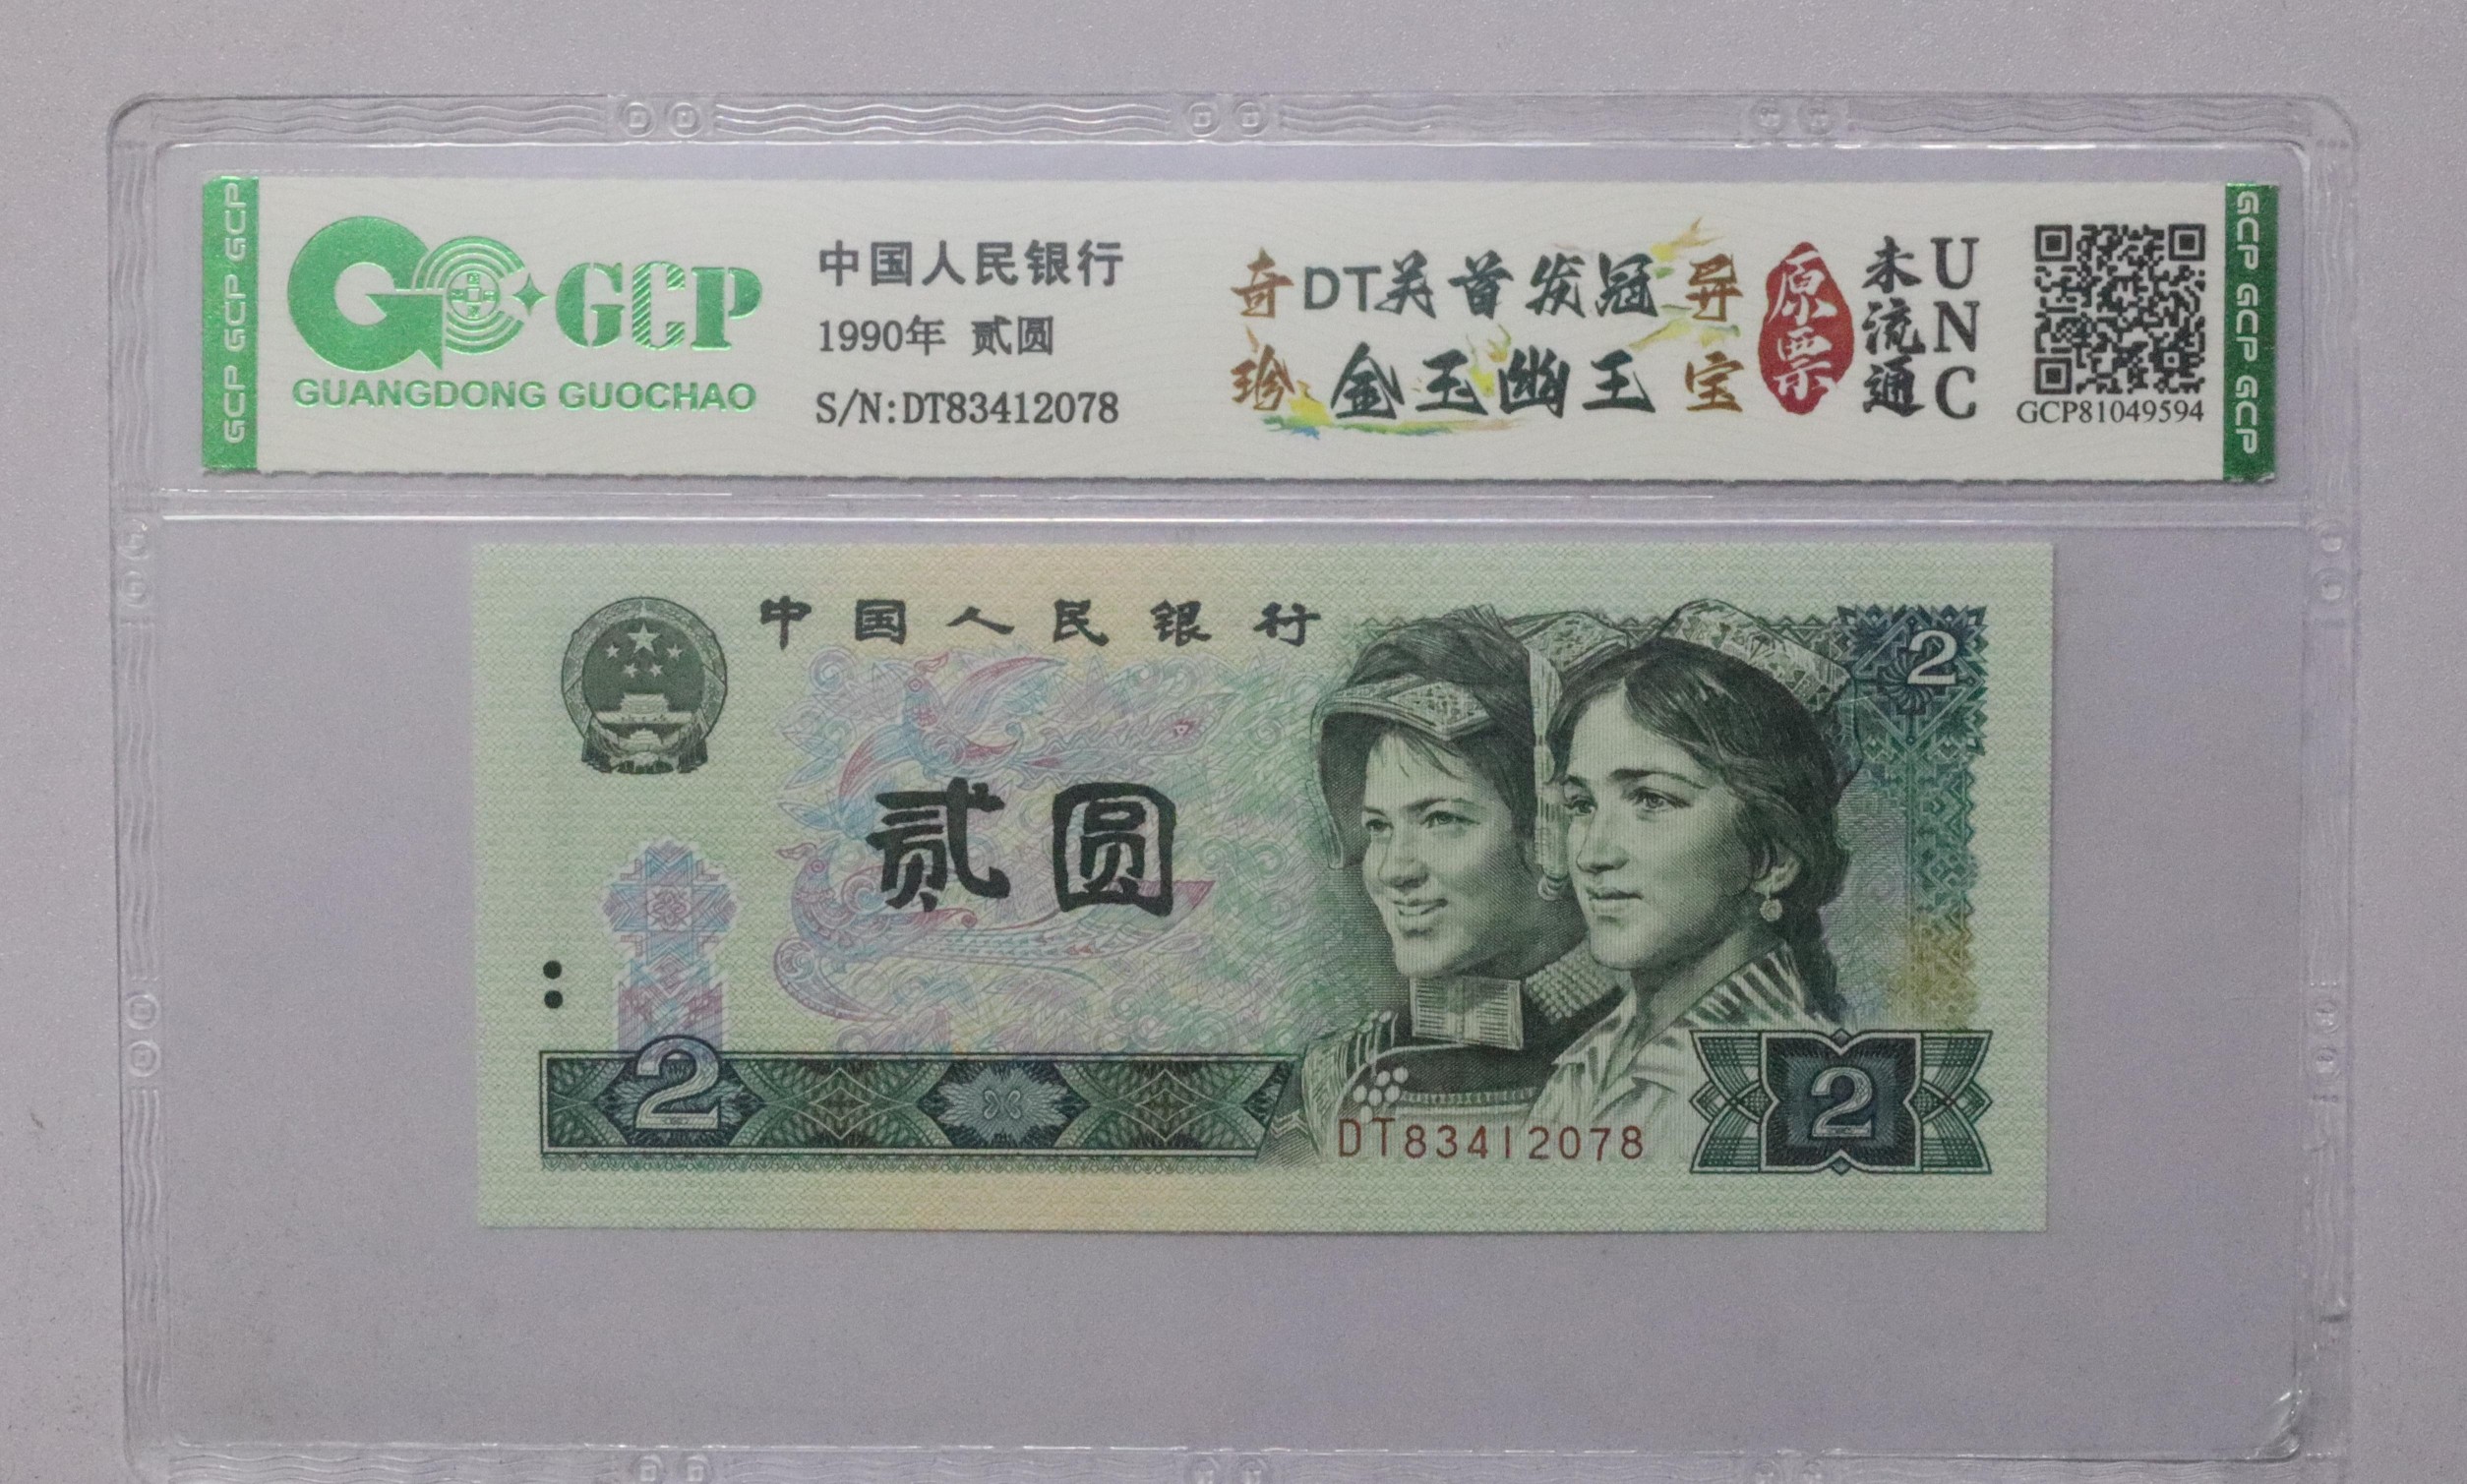 GCP GCP GCP
GCP
GUANGDONG GUOCHAO
中国人民银行
1990年 贰圆
S/N:DT83412078
奇珍
DT关首发冠
金玉幽王
异宝
原票
未流通
UNC
GCP81049594
GCP GCP GCP GCP
中国人民银行
2
贰圆
2
DT83412078
2